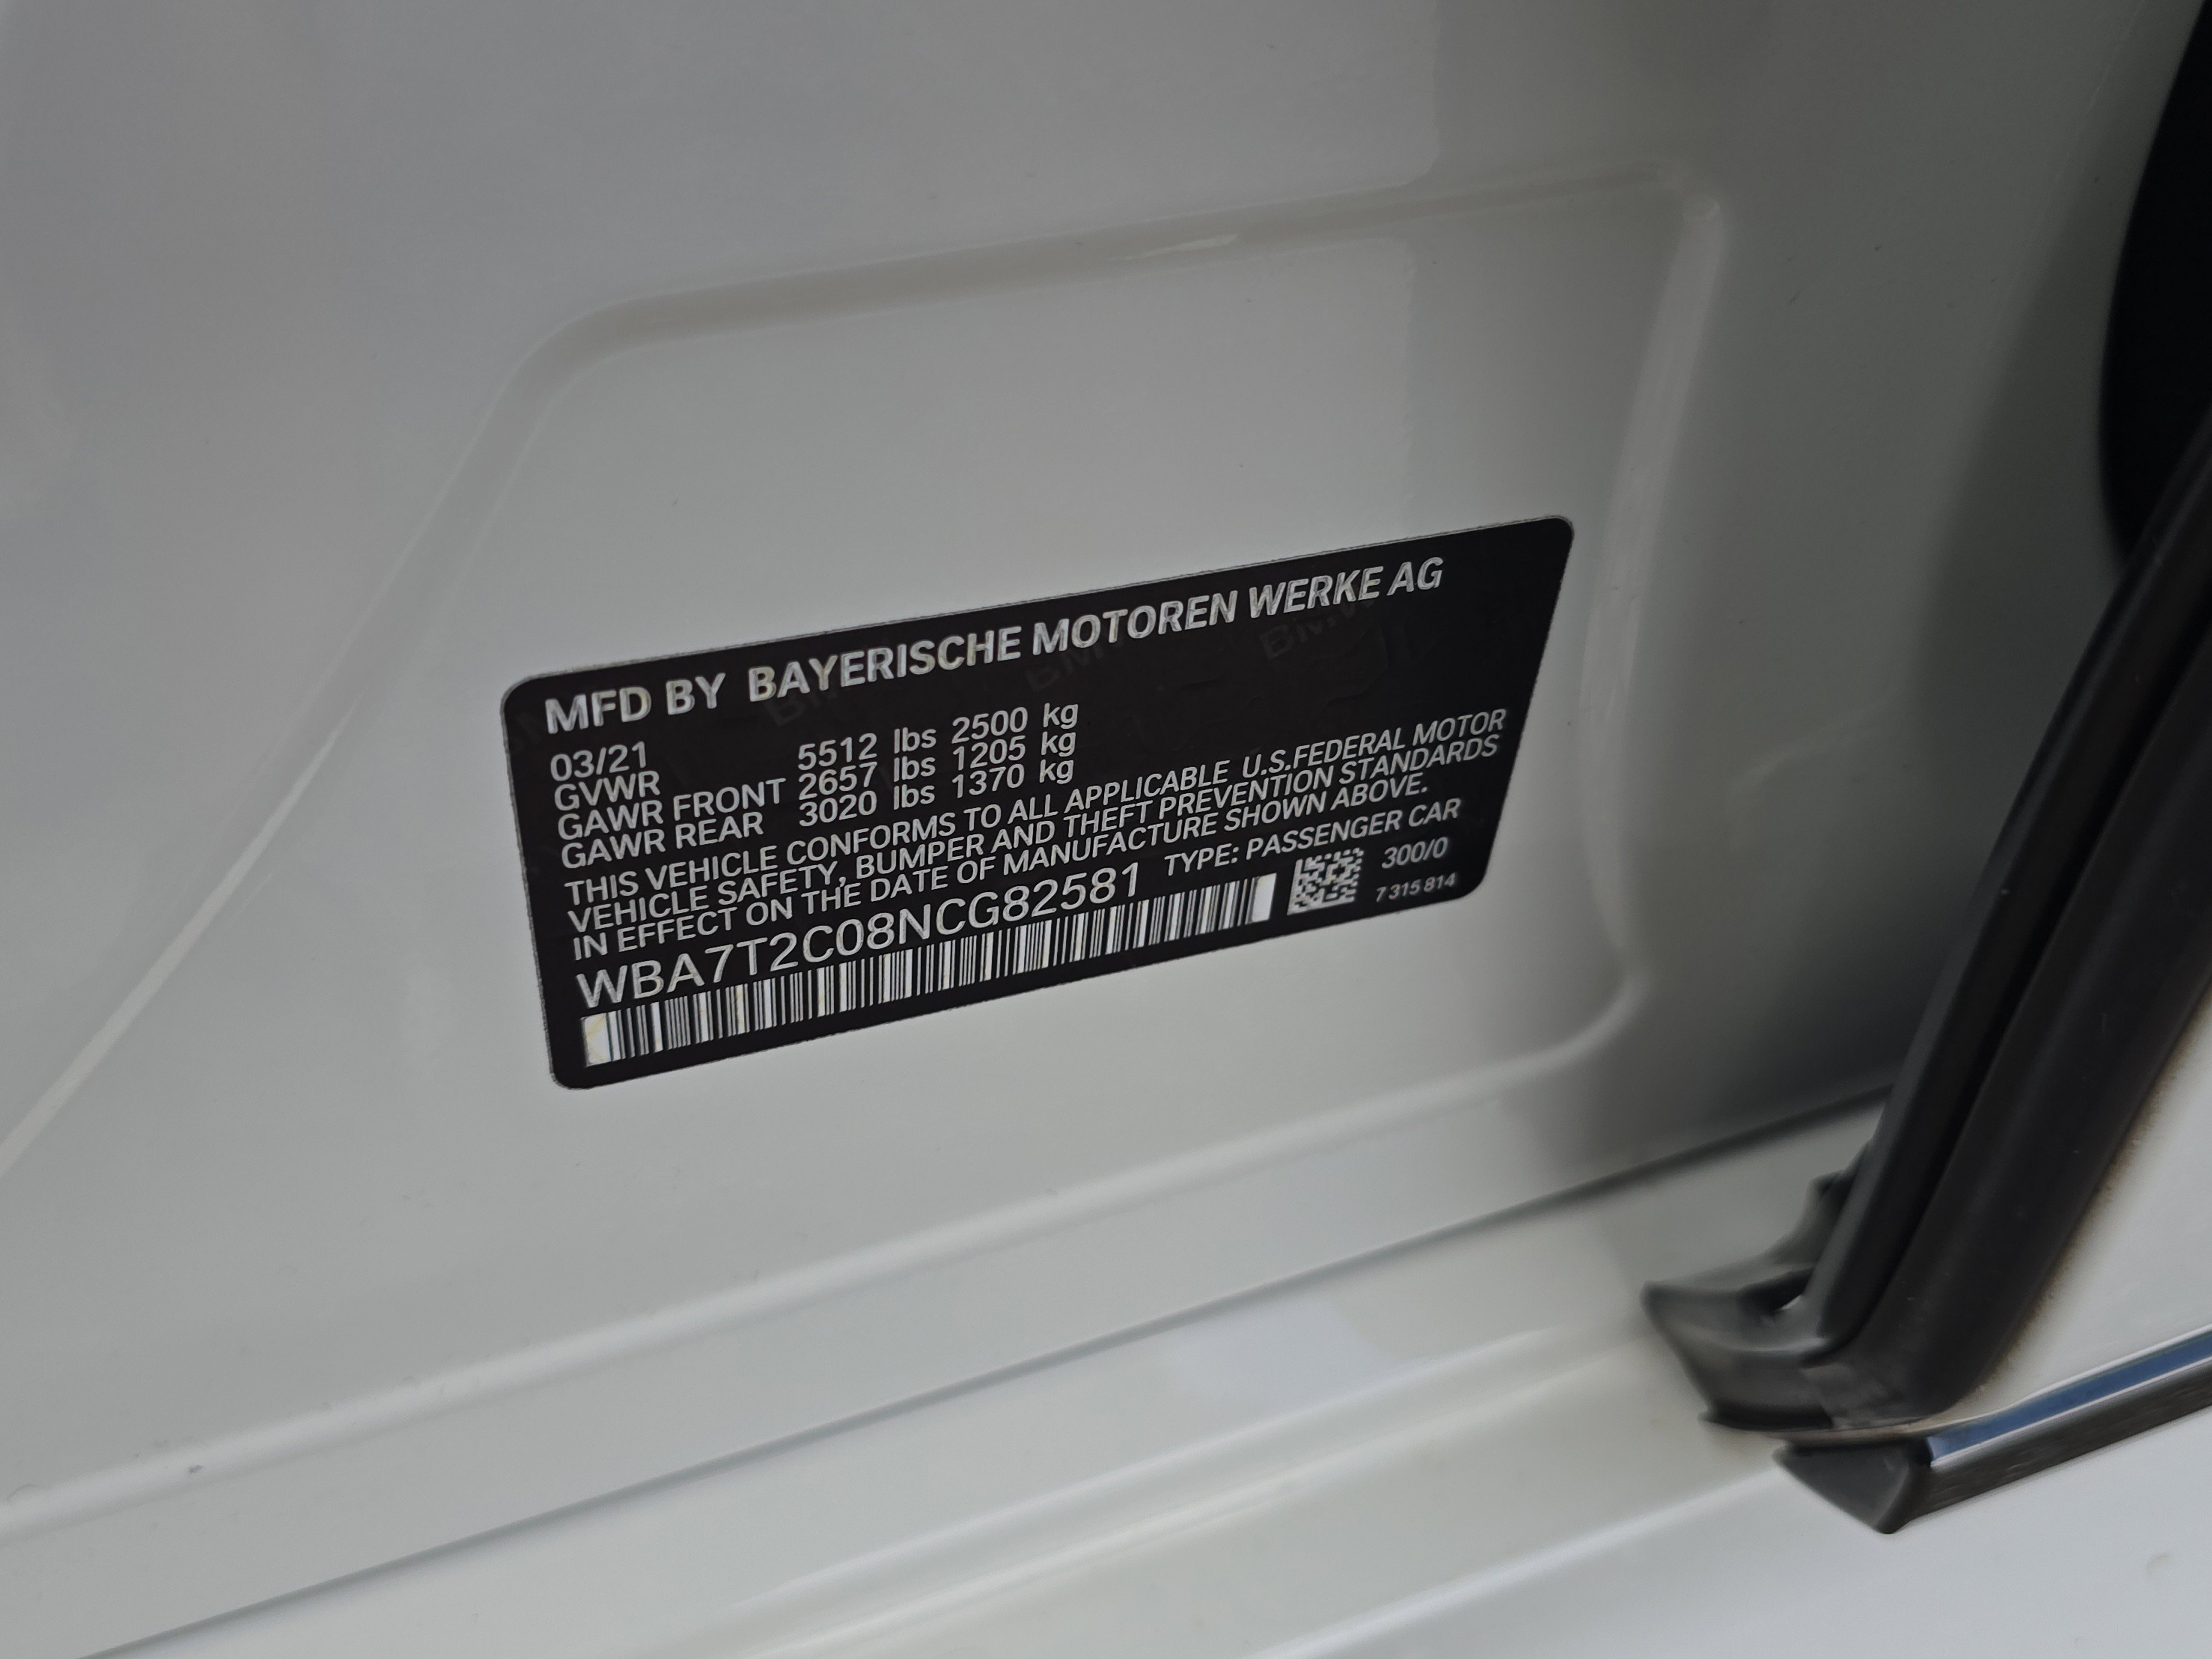 MFD BY BAYERISCHE MOTOREN WERKE AG
03/21
GVWR 5512 lbs 2500 kg
GAWR FRONT 2657 lbs 1205 kg
GAWR REAR 3020 lbs 1370 kg
THIS VEHICLE CONFORMS TO ALL APPLICABLE U.S.FEDERAL MOTOR
VEHICLE SAFETY, BUMPER AND THEFT PREVENTION STANDARDS
IN EFFECT ON THE DATE OF MANUFACTURE SHOWN ABOVE.
WBA7T2C08NCG82581 TYPE: PASSENGER CAR
300/0
7 315 814